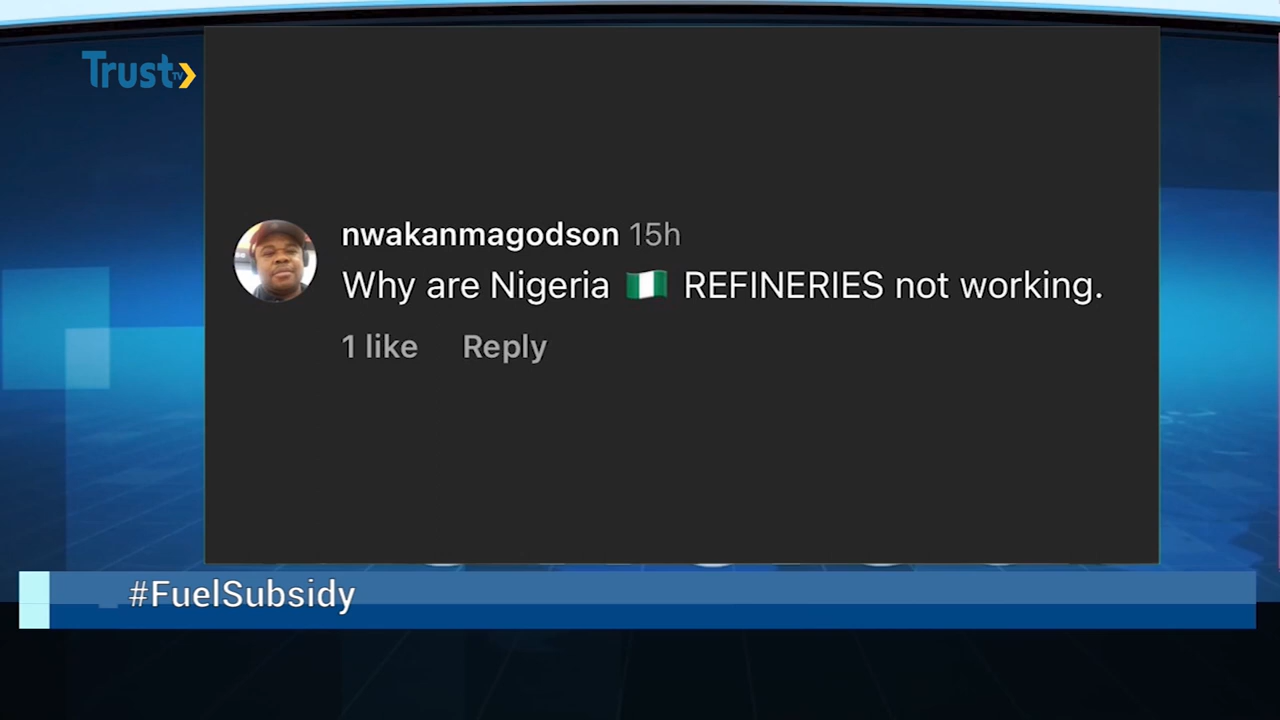 Trust TV
nwakanmagodson 15h
Why are Nigeria 🇳🇬 REFINERIES not working.
1 like Reply
#FuelSubsidy